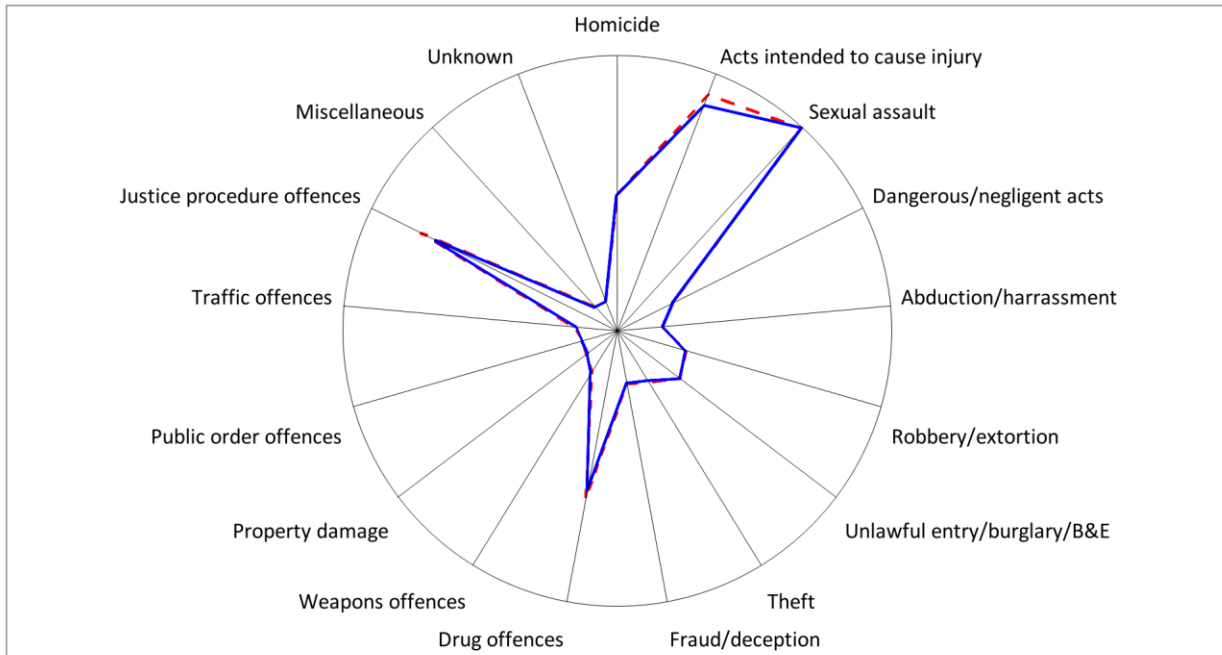 Homicide
Unknown
Acts intended to cause injury
Miscellaneous
Sexual assault
Justice procedure offences
Dangerous/negligent acts
Traffic offences
Abduction/harrassment
Public order offences
Robbery/extortion
Property damage
Unlawful entry/burglary/B&E
Weapons offences
Theft
Drug offences
Fraud/deception